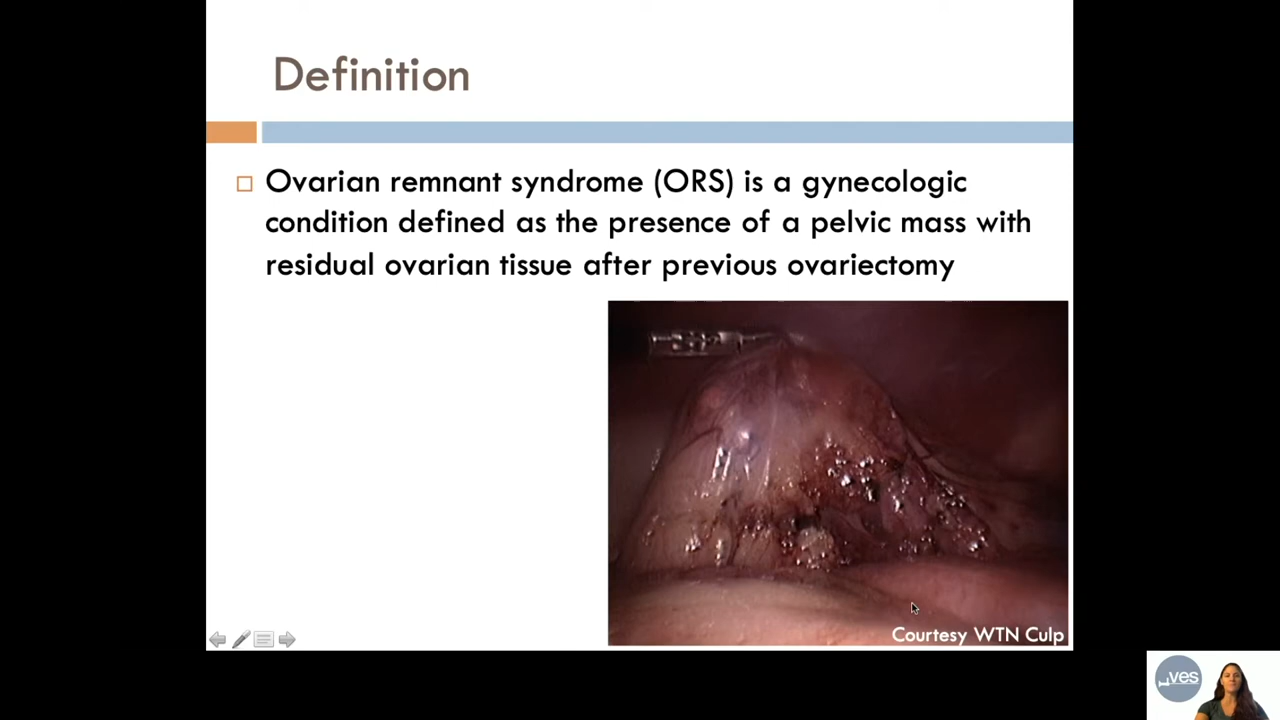 Definition
Ovarian remnant syndrome (ORS) is a gynecologic
condition defined as the presence of a pelvic mass with
residual ovarian tissue after previous ovariectomy
Courtesy WTN Culp
ves